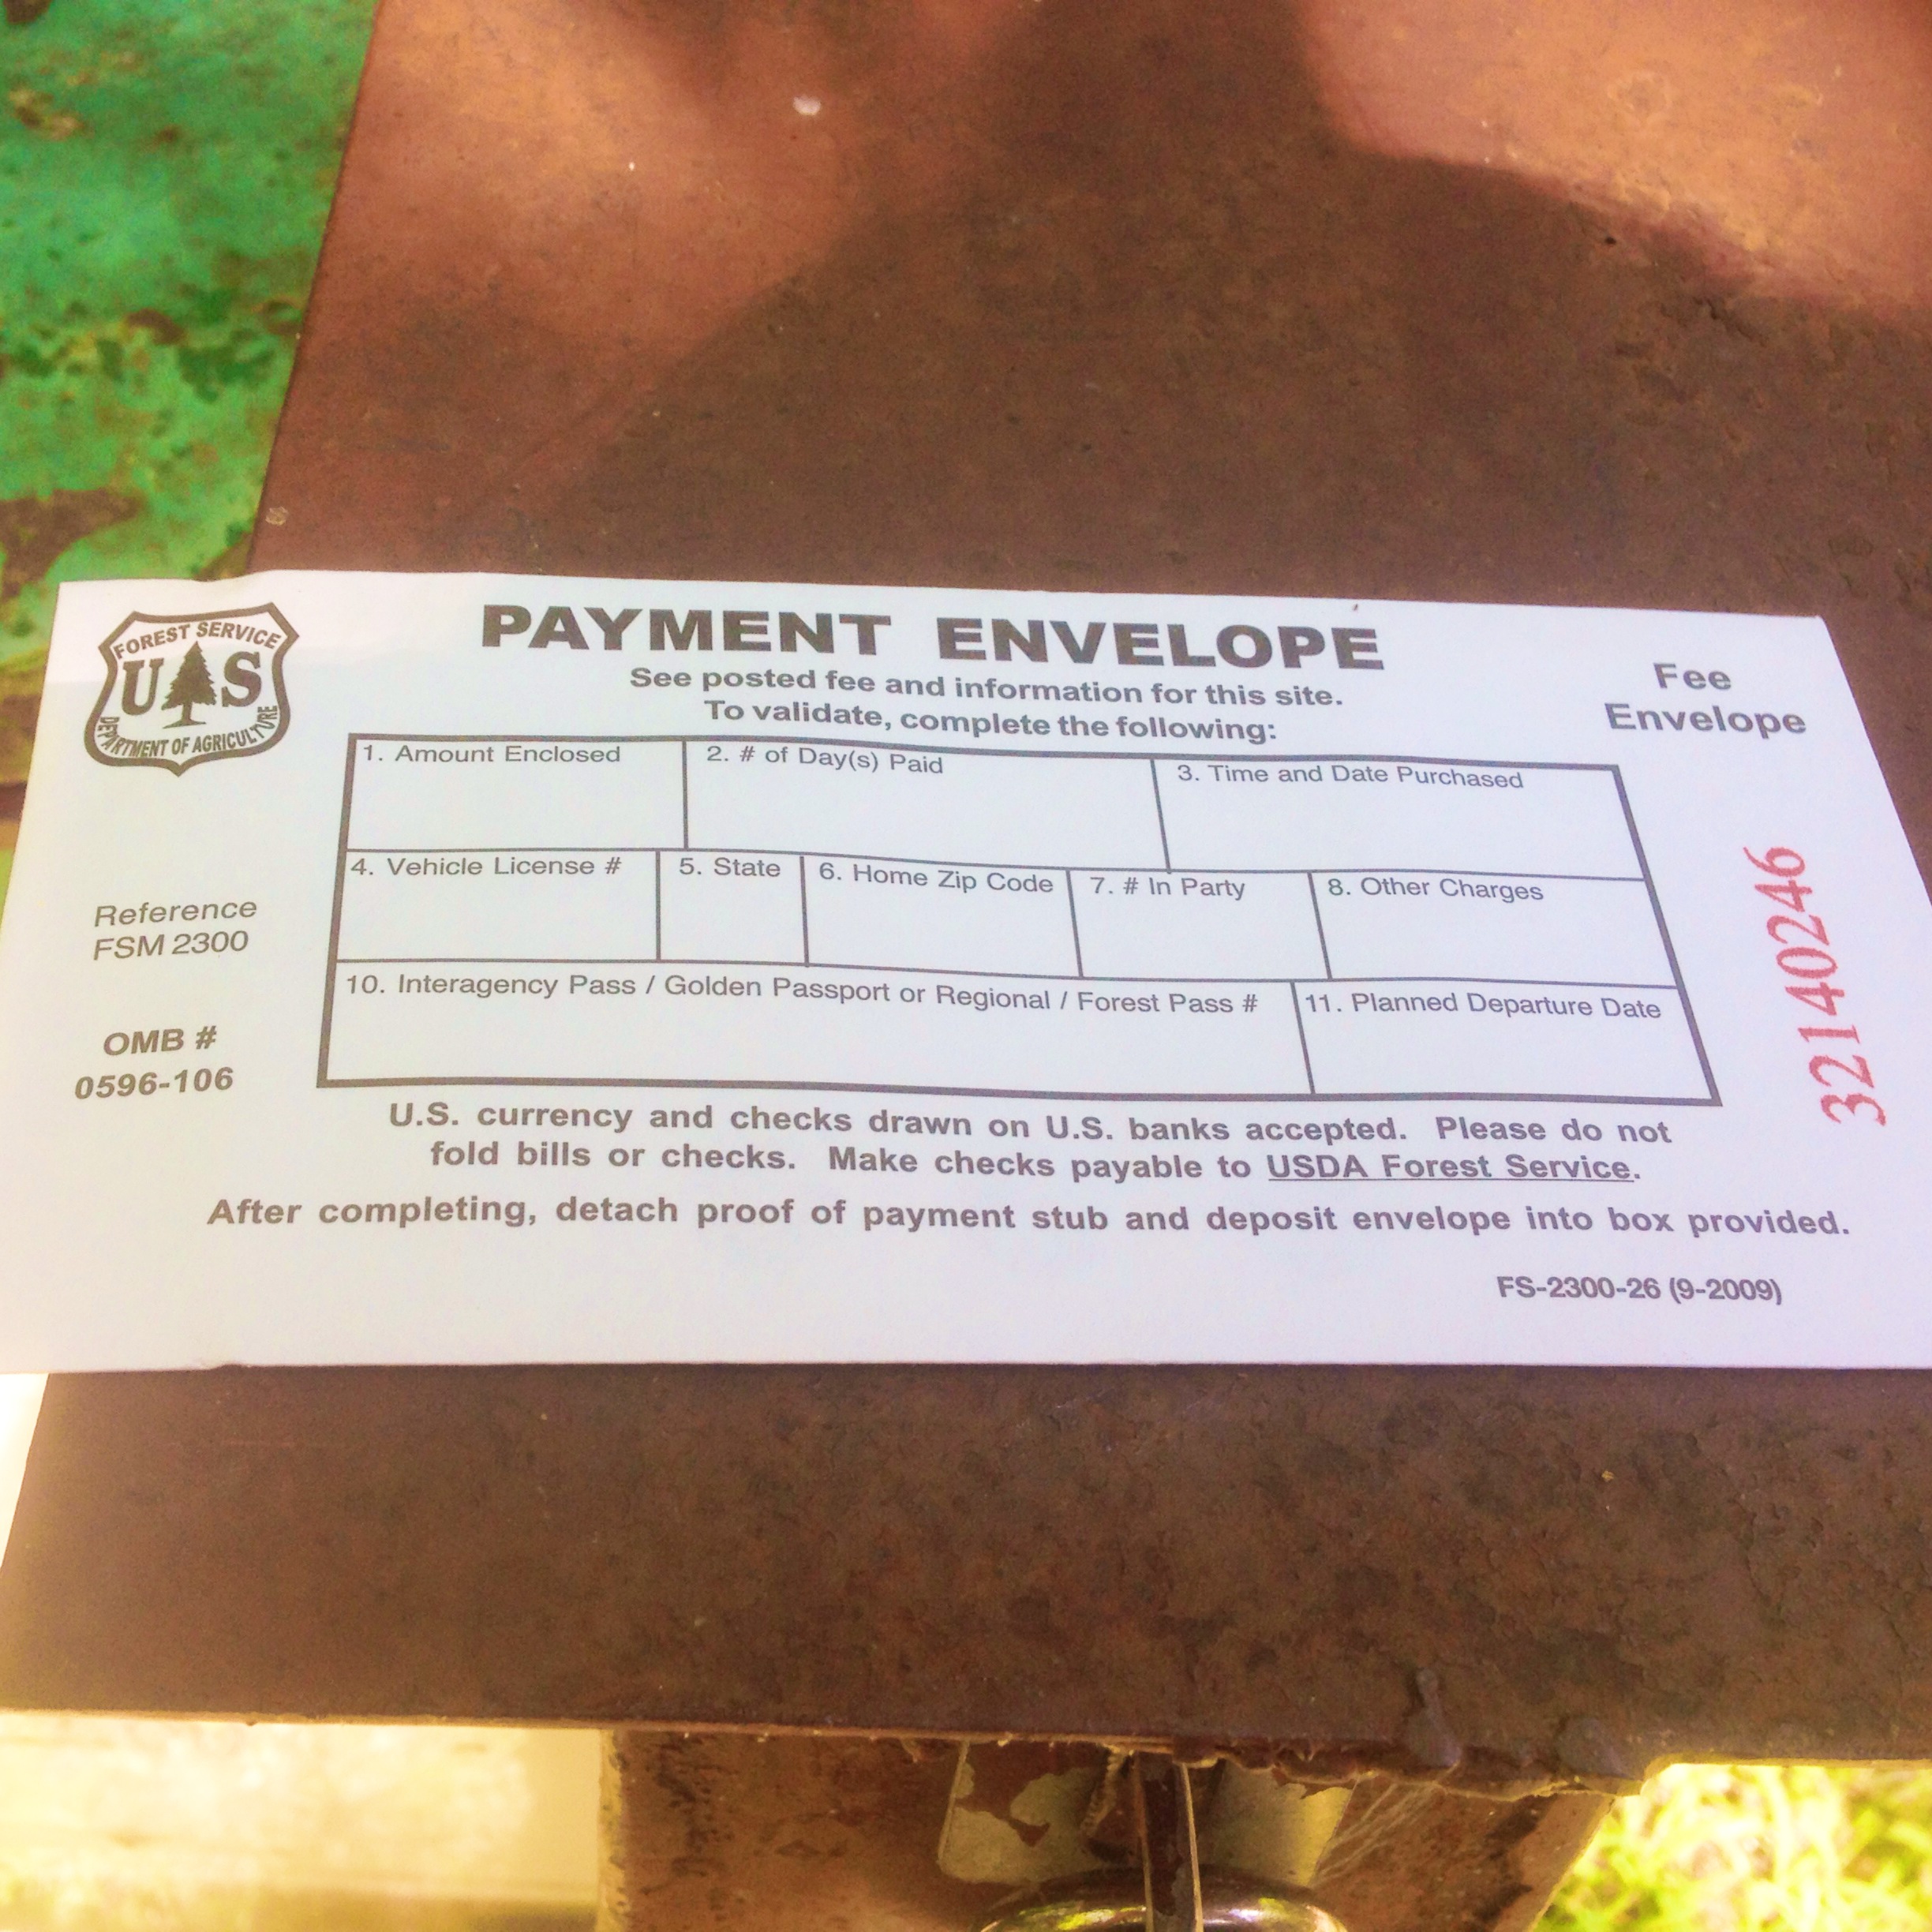 FOREST SERVICE
U S
DEPARTMENT OF AGRICULTURE
PAYMENT ENVELOPE
See posted fee and information for this site.
To validate, complete the following:
Fee
Envelope
1. Amount Enclosed
2. # of Day(s) Paid
3. Time and Date Purchased
4. Vehicle License #
5. State
6. Home Zip Code
7. # In Party
8. Other Charges
10. Interagency Pass / Golden Passport or Regional / Forest Pass #
11. Planned Departure Date
Reference
FSM 2300
OMB #
0596-106
32140246
U.S. currency and checks drawn on U.S. banks accepted. Please do not
fold bills or checks. Make checks payable to USDA Forest Service.
After completing, detach proof of payment stub and deposit envelope into box provided.
FS-2300-26 (9-2009)